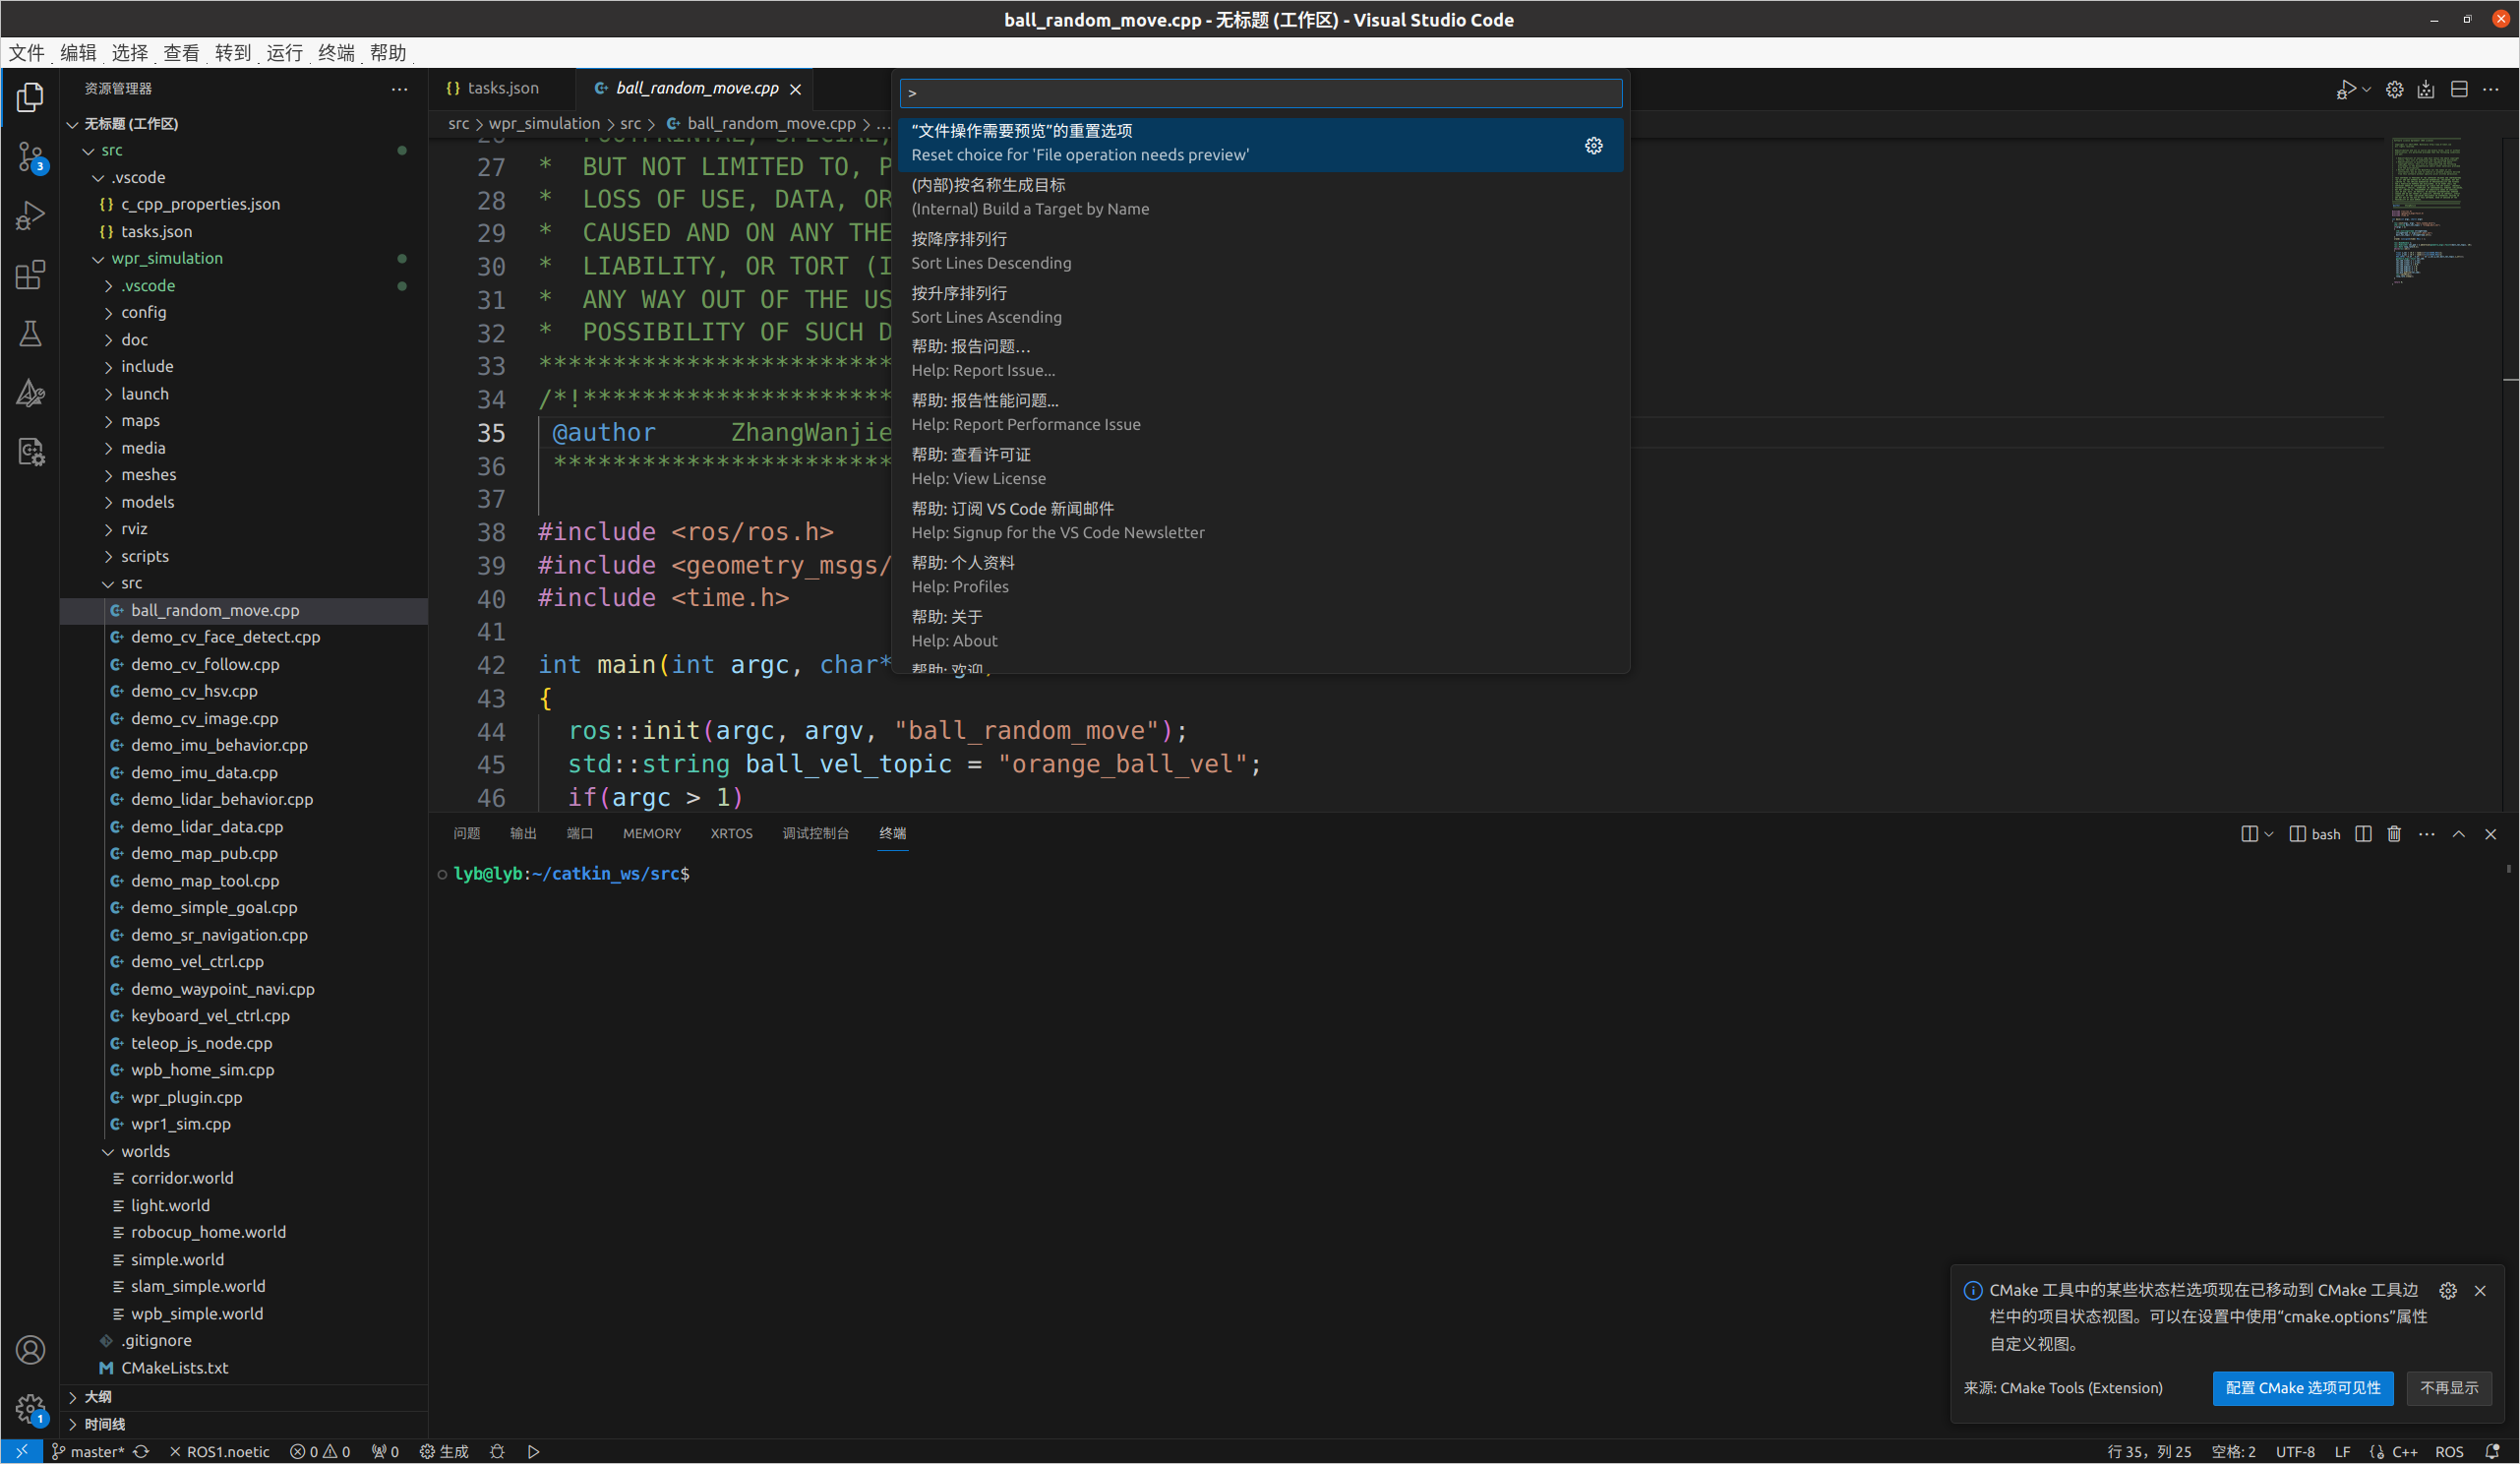 ball_random_move.cpp - 无标题 (工作区) - Visual Studio Code
文件 编辑 选择 查看 转到 运行 终端 帮助
资源管理器
无标题 (工作区)
src
.vscode
{} c_cpp_properties.json
{} tasks.json
wpr_simulation
.vscode
config
doc
include
launch
maps
media
meshes
models
rviz
scripts
src
ball_random_move.cpp
demo_cv_face_detect.cpp
demo_cv_follow.cpp
demo_cv_hsv.cpp
demo_cv_image.cpp
demo_imu_behavior.cpp
demo_imu_data.cpp
demo_lidar_behavior.cpp
demo_lidar_data.cpp
demo_map_pub.cpp
demo_map_tool.cpp
demo_simple_goal.cpp
demo_sr_navigation.cpp
demo_vel_ctrl.cpp
demo_waypoint_navi.cpp
keyboard_vel_ctrl.cpp
teleop_js_node.cpp
wpb_home_sim.cpp
wpr_plugin.cpp
wpr1_sim.cpp
worlds
corridor.world
light.world
robocup_home.world
simple.world
slam_simple.world
wpb_simple.world
.gitignore
CMakeLists.txt
大纲
时间线
3
1
{} tasks.json
ball_random_move.cpp
src > wpr_simulation > src > ball_random_move.cpp > ...
27 * BUT NOT LIMITED TO, P
28 * LOSS OF USE, DATA, OR
29 * CAUSED AND ON ANY THE
30 * LIABILITY, OR TORT (I
31 * ANY WAY OUT OF THE US
32 * POSSIBILITY OF SUCH D
33 ************************
34 /*!*********************
35 @author ZhangWanjie
36 ***********************
37
38 #include <ros/ros.h>
39 #include <geometry_msgs/
40 #include <time.h>
41
42 int main(int argc, char*
43 {
44 ros::init(argc, argv, "ball_random_move");
45 std::string ball_vel_topic = "orange_ball_vel";
46 if(argc > 1)
>
“文件操作需要预览”的重置选项
Reset choice for 'File operation needs preview'
(内部)按名称生成目标
(Internal) Build a Target by Name
按降序排列行
Sort Lines Descending
按升序排列行
Sort Lines Ascending
帮助: 报告问题…
Help: Report Issue...
帮助: 报告性能问题...
Help: Report Performance Issue
帮助: 查看许可证
Help: View License
帮助: 订阅 VS Code 新闻邮件
Help: Signup for the VS Code Newsletter
帮助: 个人资料
Help: Profiles
帮助: 关于
Help: About
帮助: 欢迎
问题 输出 端口 MEMORY XRTOS 调试控制台 终端
bash
lyb@lyb:~/catkin_ws/src$
CMake 工具中的某些状态栏选项现在已移动到 CMake 工具边
栏中的项目状态视图。可以在设置中使用“cmake.options”属性
自定义视图。
来源: CMake Tools (Extension)
配置 CMake 选项可见性
不再显示
master* ROS1.noetic 0 0 0 生成
行 35，列 25 空格: 2 UTF-8 LF C++ ROS